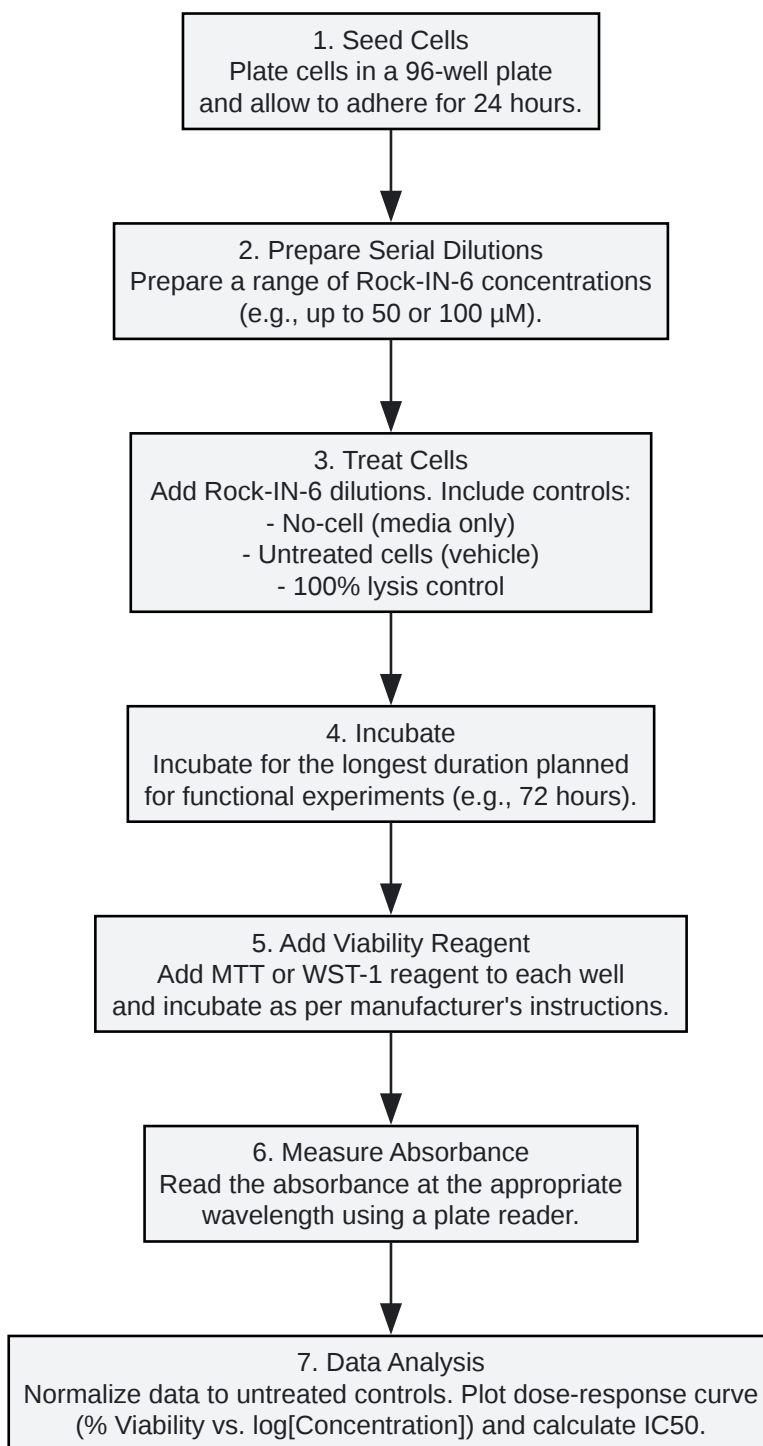 1. Seed Cells
Plate cells in a 96-well plate
and allow to adhere for 24 hours.
2. Prepare Serial Dilutions
Prepare a range of Rock-IN-6 concentrations
(e.g., up to 50 or 100 µM).
3. Treat Cells
Add Rock-IN-6 dilutions. Include controls:
- No-cell (media only)
- Untreated cells (vehicle)
- 100% lysis control
4. Incubate
Incubate for the longest duration planned
for functional experiments (e.g., 72 hours).
5. Add Viability Reagent
Add MTT or WST-1 reagent to each well
and incubate as per manufacturer's instructions.
6. Measure Absorbance
Read the absorbance at the appropriate
wavelength using a plate reader.
7. Data Analysis
Normalize data to untreated controls. Plot dose-response curve
(% Viability vs. log[Concentration]) and calculate IC50.